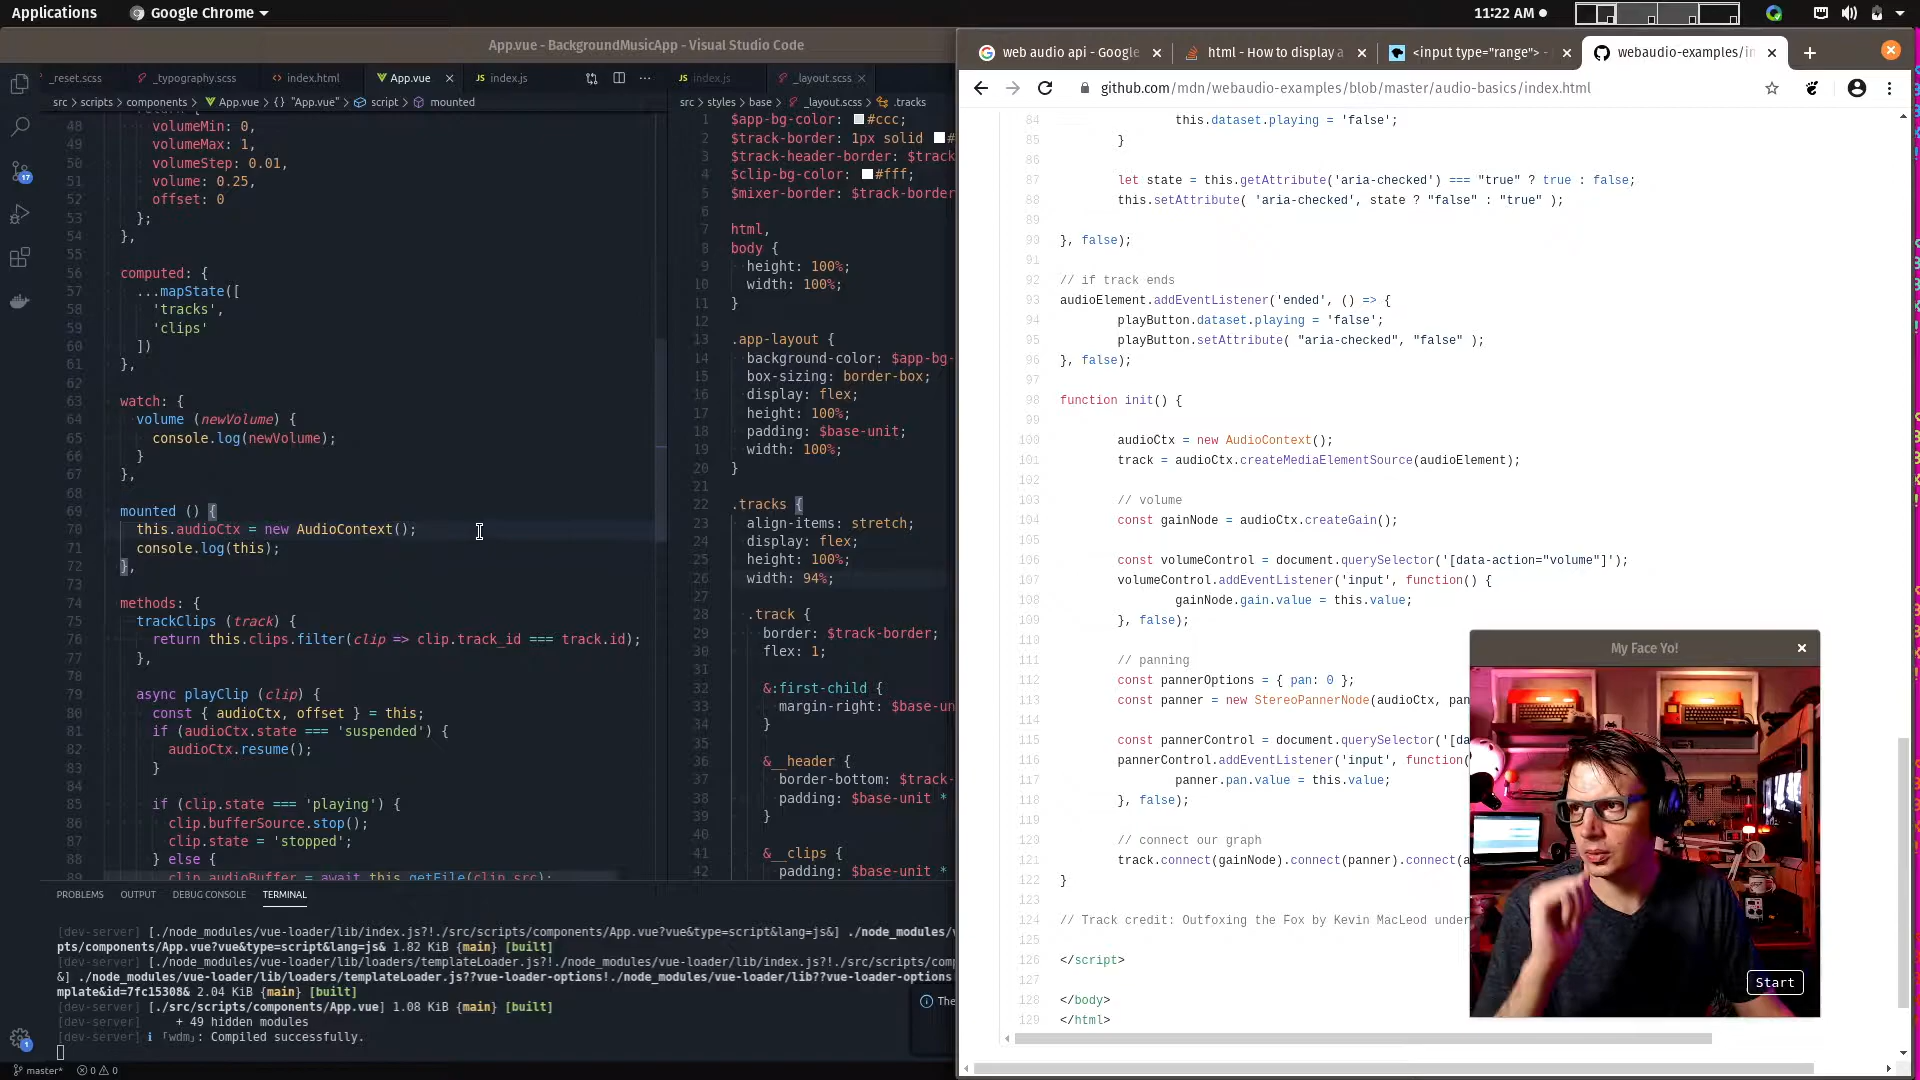 Applications
Google Chrome
11:22 AM
App.vue - BackgroundMusicApp - Visual Studio Code
_reset.scss
_typography.scss
index.html
App.vue
index.js
src > scripts > components > App.vue > {} "App.vue" > script > mounted
48 volumeMin: 0,
49 volumeMax: 1,
50 volumeStep: 0.01,
51 volume: 0.25,
52 offset: 0
53 };
54 },
55
56 computed: {
57 ...mapState([
58 'tracks',
59 'clips'
60 ])
61 },
62
63 watch: {
64 volume (newVolume) {
65 console.log(newVolume);
66 }
67 },
68
69 mounted () {
70 this.audioCtx = new AudioContext();
71 console.log(this);
72 },
73
74 methods: {
75 trackClips (track) {
76 return this.clips.filter(clip => clip.track_id === track.id);
77 },
78
79 async playClip (clip) {
80 const { audioCtx, offset } = this;
81 if (audioCtx.state === 'suspended') {
82 audioCtx.resume();
83 }
84
85 if (clip.state === 'playing') {
86 clip.bufferSource.stop();
87 clip.state = 'stopped';
88 } else {
89 clip.audioBuffer = await this.getFile(clip.src);
index.js
_layout.scss
src > styles > base > _layout.scss > .tracks
1 $app-bg-color: #ccc;
2 $track-border: 1px solid #
3 $track-header-border: $track
4 $clip-bg-color: #fff;
5 $mixer-border: $track-border
6
7 html,
8 body {
9 height: 100%;
10 width: 100%;
11 }
12
13 .app-layout {
14 background-color: $app-bg-
15 box-sizing: border-box;
16 display: flex;
17 height: 100%;
18 padding: $base-unit;
19 width: 100%;
20 }
21
22 .tracks {
23 align-items: stretch;
24 display: flex;
25 height: 100%;
26 width: 94%;
27
28 .track {
29 border: $track-border;
30 flex: 1;
31
32 &:first-child {
33 margin-right: $base-un
34 }
35
36 &__header {
37 border-bottom: $track-
38 padding: $base-unit *
39 }
40
41 &__clips {
42 padding: $base-unit *
PROBLEMS OUTPUT DEBUG CONSOLE TERMINAL
[dev-server] [./node_modules/vue-loader/lib/index.js?!./src/scripts/components/App.vue?vue&type=script&lang=js&] ./node_modules/v
pts/components/App.vue?vue&type=script&lang=js& 1.82 KiB {main} [built]
[dev-server] [./node_modules/vue-loader/lib/loaders/templateLoader.js?!./node_modules/vue-loader/lib/index.js?!./src/scripts/com
&] ./node_modules/vue-loader/lib/loaders/templateLoader.js??vue-loader-options!./node_modules/vue-loader/lib??vue-loader-options
mplate&id=7fc15308& 2.04 KiB {main} [built]
[dev-server] [./src/scripts/components/App.vue] 1.08 KiB {main} [built]
[dev-server] + 49 hidden modules
[dev-server] i ｢wdm｣: Compiled successfully.
The
17
1
master*
0 0
web audio api - Google
html - How to display a
<input type="range"> -
webaudio-examples/in
github.com/mdn/webaudio-examples/blob/master/audio-basics/index.html
84 this.dataset.playing = 'false';
85 }
86
87 let state = this.getAttribute('aria-checked') === "true" ? true : false;
88 this.setAttribute( 'aria-checked', state ? "false" : "true" );
89
90 }, false);
91
92 // if track ends
93 audioElement.addEventListener('ended', () => {
94 playButton.dataset.playing = 'false';
95 playButton.setAttribute( "aria-checked", "false" );
96 }, false);
97
98 function init() {
99
100 audioCtx = new AudioContext();
101 track = audioCtx.createMediaElementSource(audioElement);
102
103 // volume
104 const gainNode = audioCtx.createGain();
105
106 const volumeControl = document.querySelector('[data-action="volume"]');
107 volumeControl.addEventListener('input', function() {
108 gainNode.gain.value = this.value;
109 }, false);
110
111 // panning
112 const pannerOptions = { pan: 0 };
113 const panner = new StereoPannerNode(audioCtx, pan
114
115 const pannerControl = document.querySelector('[da
116 pannerControl.addEventListener('input', function(
117 panner.pan.value = this.value;
118 }, false);
119
120 // connect our graph
121 track.connect(gainNode).connect(panner).connect(a
122 }
123
124 // Track credit: Outfoxing the Fox by Kevin MacLeod under
125
126 </script>
127
128 </body>
129 </html>
My Face Yo!
Start